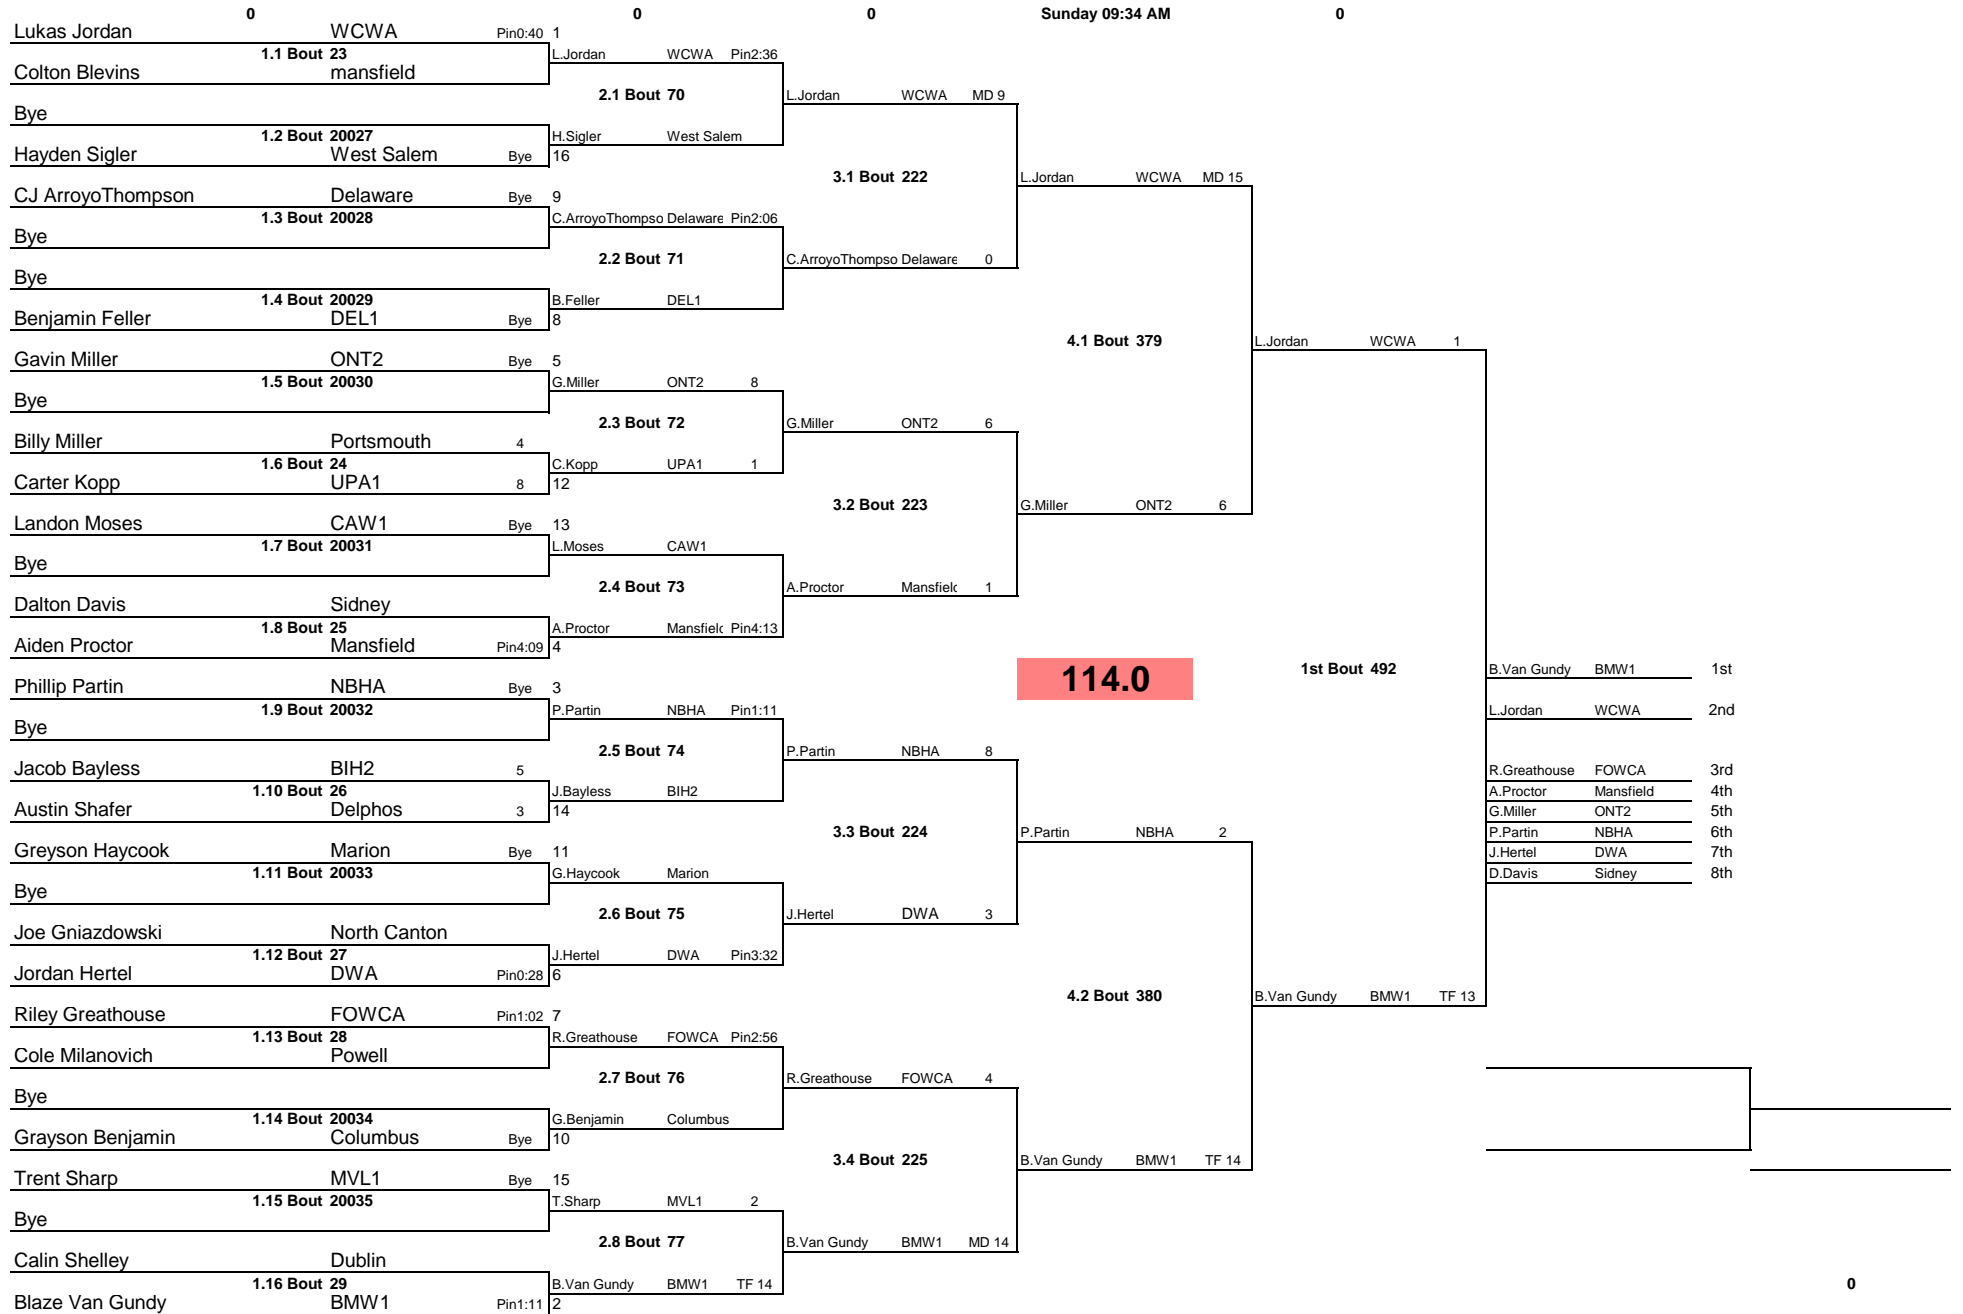 0 0 0 Sunday 09:34 AM 0
Lukas Jordan WCWA Pin0:40 1
1.1 Bout 23 L.Jordan WCWA Pin2:36
Colton Blevins mansfield
2.1 Bout 70 L.Jordan WCWA MD 9
Bye
1.2 Bout 20027 H.Sigler West Salem
Hayden Sigler West Salem Bye 16
3.1 Bout 222 L.Jordan WCWA MD 15
CJ ArroyoThompson Delaware Bye 9
1.3 Bout 20028 C.ArroyoThompso Delaware Pin2:06
Bye
2.2 Bout 71 C.ArroyoThompso Delaware 0
Bye
1.4 Bout 20029 B.Feller DEL1
Benjamin Feller DEL1 Bye 8
4.1 Bout 379 L.Jordan WCWA 1
Gavin Miller ONT2 Bye 5
1.5 Bout 20030 G.Miller ONT2 8
Bye
2.3 Bout 72 G.Miller ONT2 6
Billy Miller Portsmouth 4
1.6 Bout 24 C.Kopp UPA1 1
Carter Kopp UPA1 8 12
3.2 Bout 223 G.Miller ONT2 6
Landon Moses CAW1 Bye 13
1.7 Bout 20031 L.Moses CAW1
Bye
2.4 Bout 73 A.Proctor Mansfield 1
Dalton Davis Sidney
1.8 Bout 25 A.Proctor Mansfield Pin4:13
Aiden Proctor Mansfield Pin4:09 4
114.0 1st Bout 492 B.Van Gundy BMW1 1st
Phillip Partin NBHA Bye 3
1.9 Bout 20032 P.Partin NBHA Pin1:11 L.Jordan WCWA 2nd
Bye
2.5 Bout 74 P.Partin NBHA 8
Jacob Bayless BIH2 5 R.Greathouse FOWCA 3rd
1.10 Bout 26 J.Bayless BIH2 A.Proctor Mansfield 4th
Austin Shafer Delphos 3 14 G.Miller ONT2 5th
3.3 Bout 224 P.Partin NBHA 2 P.Partin NBHA 6th
Greyson Haycook Marion Bye 11 J.Hertel DWA 7th
1.11 Bout 20033 G.Haycook Marion D.Davis Sidney 8th
Bye
2.6 Bout 75 J.Hertel DWA 3
Joe Gniazdowski North Canton
1.12 Bout 27 J.Hertel DWA Pin3:32
Jordan Hertel DWA Pin0:28 6
4.2 Bout 380 B.Van Gundy BMW1 TF 13
Riley Greathouse FOWCA Pin1:02 7
1.13 Bout 28 R.Greathouse FOWCA Pin2:56
Cole Milanovich Powell
2.7 Bout 76 R.Greathouse FOWCA 4
Bye
1.14 Bout 20034 G.Benjamin Columbus
Grayson Benjamin Columbus Bye 10
3.4 Bout 225 B.Van Gundy BMW1 TF 14
Trent Sharp MVL1 Bye 15
1.15 Bout 20035 T.Sharp MVL1 2
Bye
2.8 Bout 77 B.Van Gundy BMW1 MD 14
Calin Shelley Dublin
1.16 Bout 29 B.Van Gundy BMW1 TF 14 0
Blaze Van Gundy BMW1 Pin1:11 2